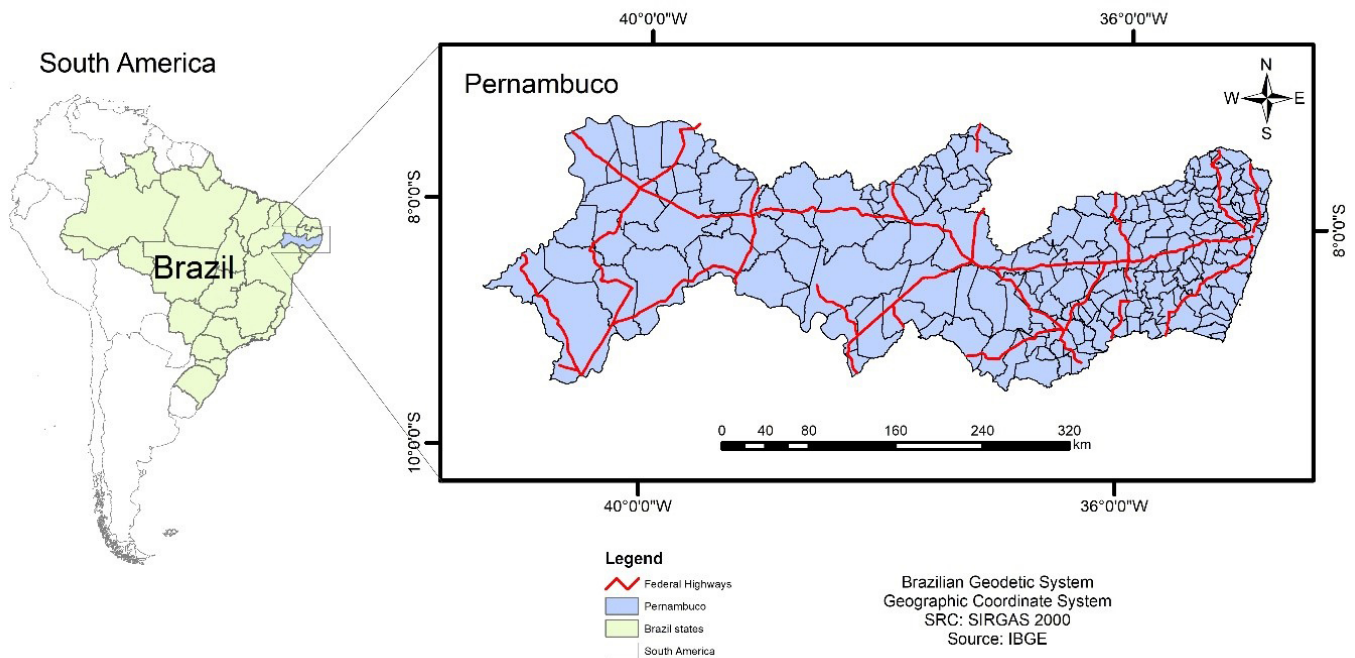 40°0'0"W
36°0'0"W
South America
Pernambuco
N
W
E
S
8°0'0"S
8°0'0"S
Brazil
0
40
80
160
240
320
km
10°0'0"S
40°0'0"W
36°0'0"W
Legend
Federal Highways
Pernambuco
Brazil states
South America
Brazilian Geodetic System
Geographic Coordinate System
SRC: SIRGAS 2000
Source: IBGE